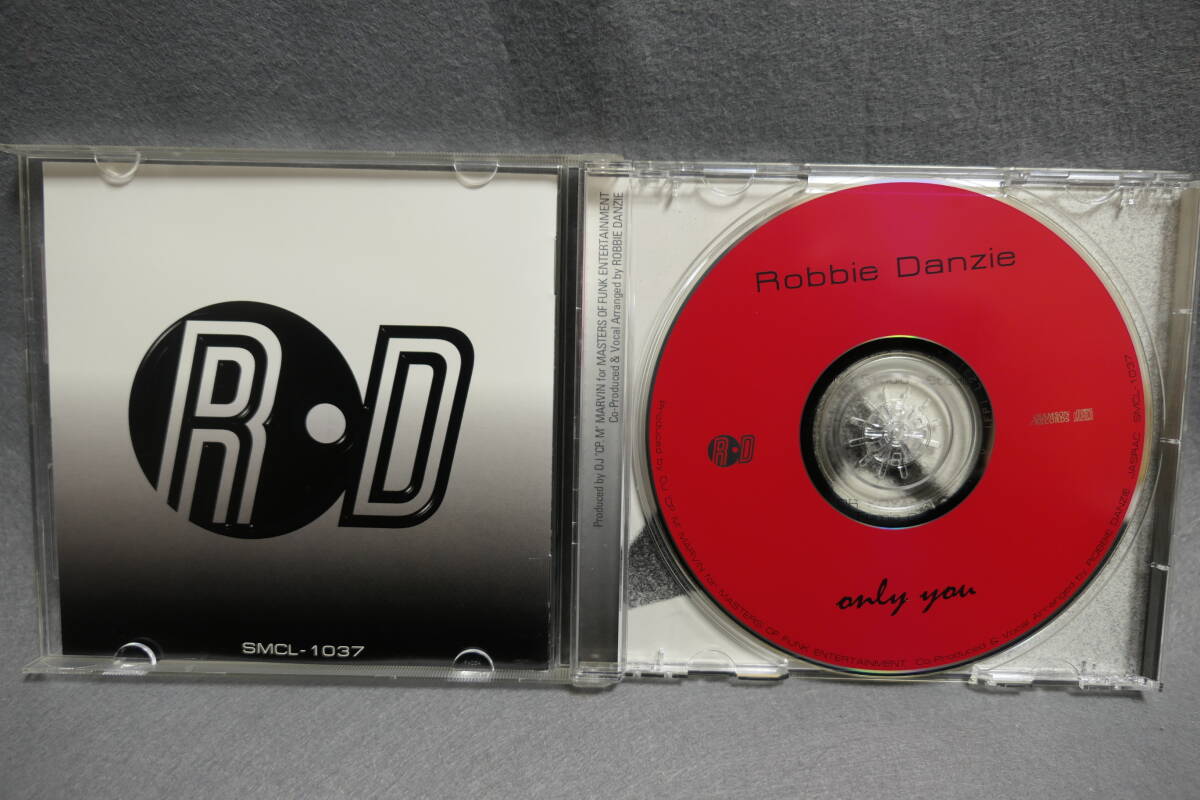 R•D
SMCL-1037
Produced by DJ "CP. M" MARVIN for MASTERS OF FUNK ENTERTAINMENT
Co-Produced & Vocal Arranged by ROBBIE DANZIE
Robbie Danzie
R•D
only you
Produced by DJ CP M MARVIN for MASTERS OF FUNK ENTERTAINMENT Co-Produced & Vocal Arranged by ROBBIE DANZIE JASRAC SMCL-1037